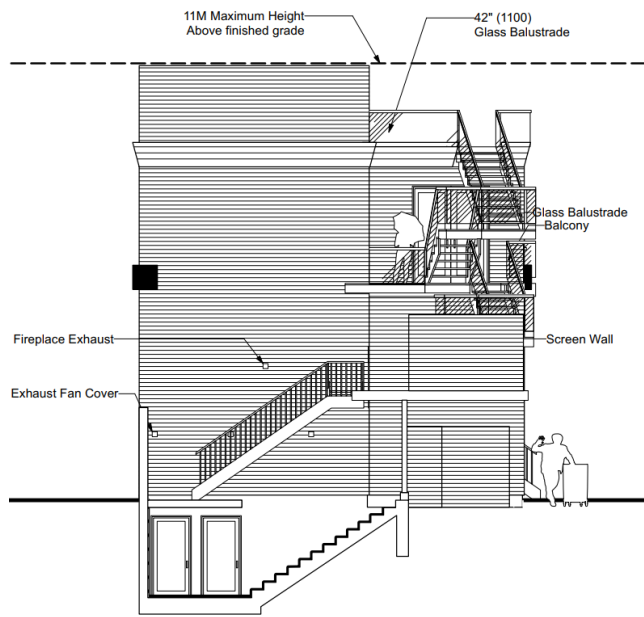 11M Maximum Height
Above finished grade
42" (1100)
Glass Balustrade
Glass Balustrade
Balcony
Fireplace Exhaust
Screen Wall
Exhaust Fan Cover